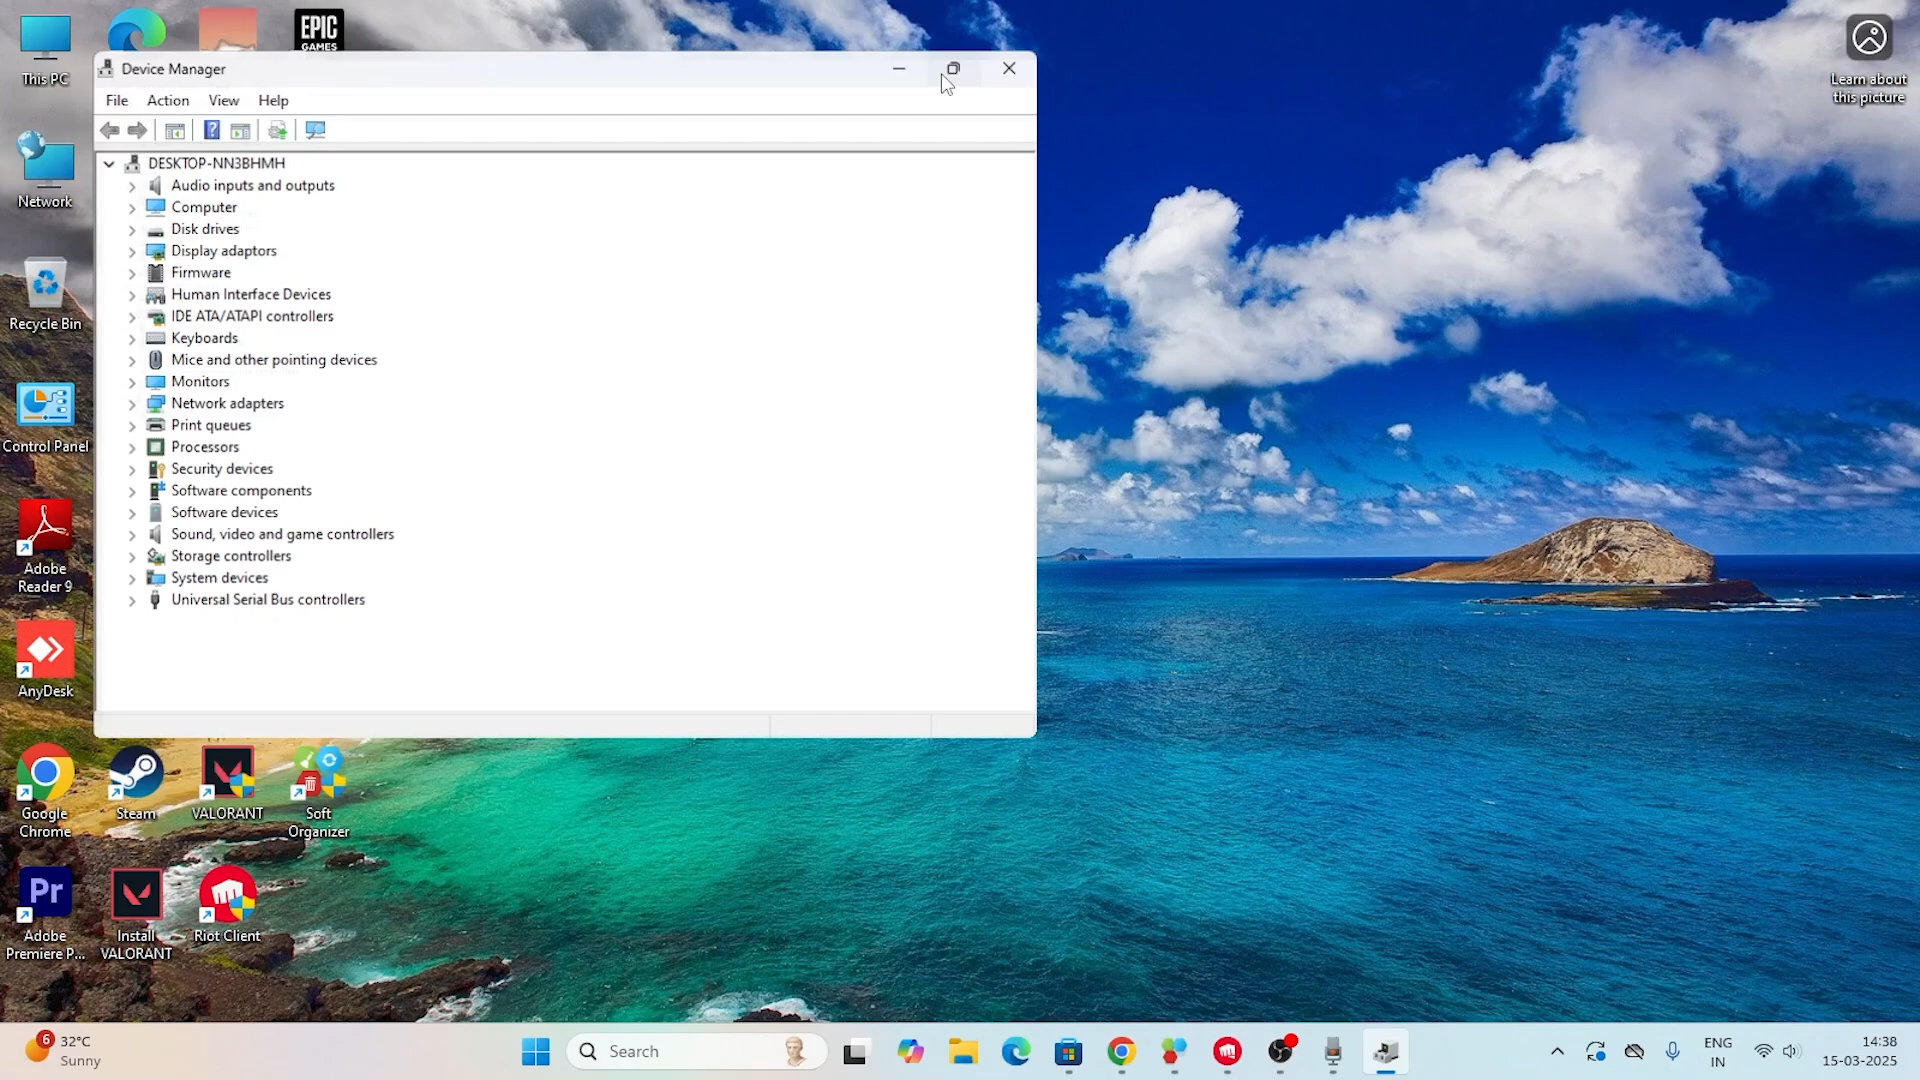 This PC
EPIC
GAMES
Learn about
this picture
Device Manager
File Action View Help
DESKTOP-NN3BHMH
Audio inputs and outputs
Computer
Disk drives
Display adaptors
Firmware
Human Interface Devices
IDE ATA/ATAPI controllers
Keyboards
Mice and other pointing devices
Monitors
Network adapters
Print queues
Processors
Security devices
Software components
Software devices
Sound, video and game controllers
Storage controllers
System devices
Universal Serial Bus controllers
Network
Recycle Bin
Control Panel
Adobe
Reader 9
AnyDesk
Google
Chrome
Steam
VALORANT
Soft
Organizer
Pr
Adobe
Premiere P...
Install
VALORANT
Riot Client
6
32°C
Sunny
Search
ENG
IN
14:38
15-03-2025